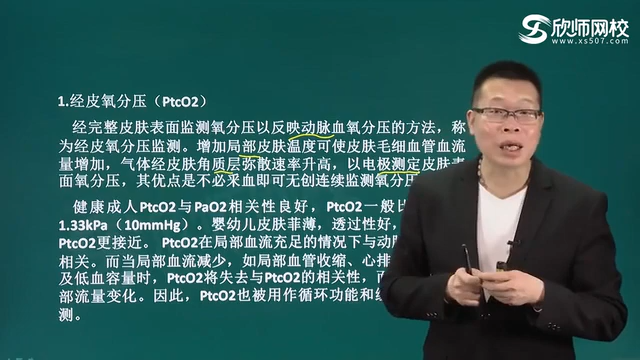 欣师网校
www.xs507.com
1.经皮氧分压（PtcO2）
经完整皮肤表面监测氧分压以反映动脉血氧分压的方法，称
为经皮氧分压监测。增加局部皮肤温度可使皮肤毛细血管血流
量增加，气体经皮肤角质层弥散速率升高，以电极测定皮肤表
面氧分压，其优点是不必采血即可无创连续监测氧分压
健康成人PtcO2与PaO2相关性良好，PtcO2一般比
1.33kPa（10mmHg）。婴幼儿皮肤菲薄，透过性好，
PtcO2更接近。 PtcO2在局部血流充足的情况下与动
相关。而当局部血流减少，如局部血管收缩、心排
及低血容量时，PtcO2将失去与PtcO2的相关性，而
部流量变化。因此，PtcO2也被用作循环功能和
测。